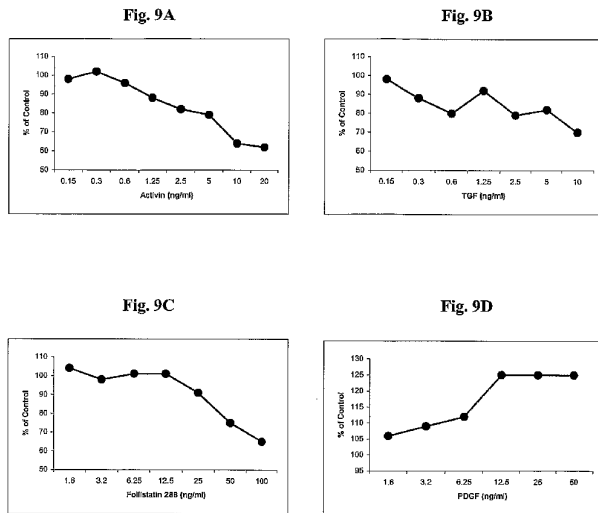 Fig. 9A
110
100
90
80
70
60
50
% of Control
0.15 0.3 0.6 1.25 2.5 5 10 20
Activin (ng/ml)
Fig. 9B
110
100
90
80
70
60
50
% of Control
0.15 0.3 0.6 1.25 2.5 5 10
TGF (ng/ml)
Fig. 9C
110
100
90
80
70
60
50
% of Control
1.6 3.2 6.25 12.5 25 50 100
Follistatin 288 (ng/ml)
Fig. 9D
130
125
120
115
110
105
100
95
% of Control
1.6 3.2 6.25 12.5 25 50
PDGF (ng/ml)